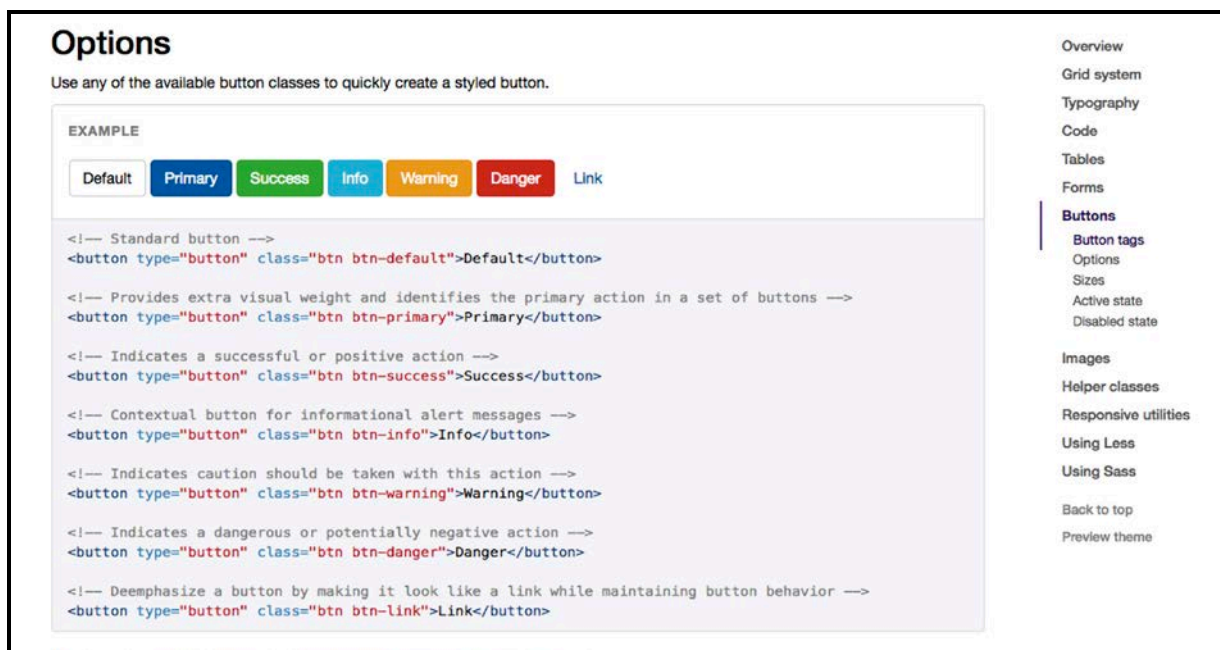 Options
Use any of the available button classes to quickly create a styled button.
EXAMPLE
Default Primary Success Info Warning Danger Link
<!-- Standard button -->
<button type="button" class="btn btn-default">Default</button>
<!-- Provides extra visual weight and identifies the primary action in a set of buttons -->
<button type="button" class="btn btn-primary">Primary</button>
<!-- Indicates a successful or positive action -->
<button type="button" class="btn btn-success">Success</button>
<!-- Contextual button for informational alert messages -->
<button type="button" class="btn btn-info">Info</button>
<!-- Indicates caution should be taken with this action -->
<button type="button" class="btn btn-warning">Warning</button>
<!-- Indicates a dangerous or potentially negative action -->
<button type="button" class="btn btn-danger">Danger</button>
<!-- Deemphasize a button by making it look like a link while maintaining button behavior -->
<button type="button" class="btn btn-link">Link</button>
Overview
Grid system
Typography
Code
Tables
Forms
Buttons
Button tags
Options
Sizes
Active state
Disabled state
Images
Helper classes
Responsive utilities
Using Less
Using Sass
Back to top
Preview theme